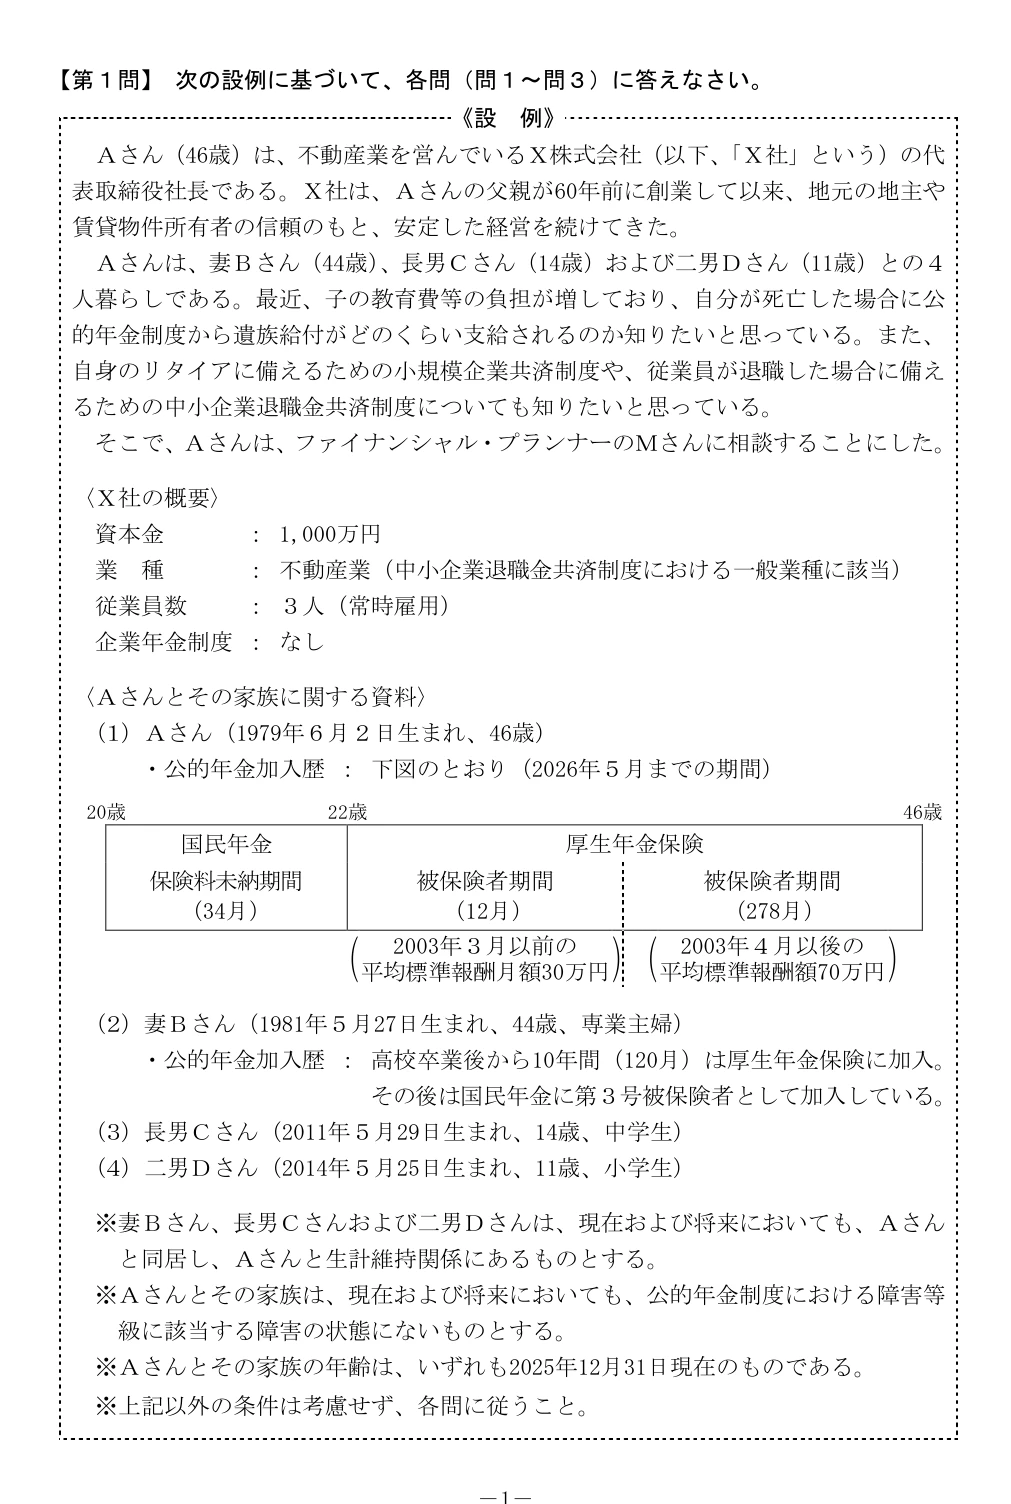 【第１問】 次の設例に基づいて、各問（問１～問３）に答えなさい。
《設　例》
Ａさん（46歳）は、不動産業を営んでいるＸ株式会社（以下、「Ｘ社」という）の代
表取締役社長である。Ｘ社は、Ａさんの父親が60年前に創業して以来、地元の地主や
賃貸物件所有者の信頼のもと、安定した経営を続けてきた。
Ａさんは、妻Ｂさん（44歳）、長男Ｃさん（14歳）および二男Ｄさん（11歳）との４
人暮らしである。最近、子の教育費等の負担が増しており、自分が死亡した場合に公
的年金制度から遺族給付がどのくらい支給されるのか知りたいと思っている。また、
自身のリタイアに備えるための小規模企業共済制度や、従業員が退職した場合に備え
るための中小企業退職金共済制度についても知りたいと思っている。
そこで、Ａさんは、ファイナンシャル・プランナーのＭさんに相談することにした。
〈Ｘ社の概要〉
資本金　：　1,000万円
業　種　：　不動産業（中小企業退職金共済制度における一般業種に該当）
従業員数　：　３人（常時雇用）
企業年金制度　：　なし
〈Ａさんとその家族に関する資料〉
（1）Ａさん（1979年６月２日生まれ、46歳）
・公的年金加入歴　：　下図のとおり（2026年５月までの期間）
20歳　22歳　46歳
国民年金　厚生年金保険
保険料未納期間　被保険者期間　被保険者期間
（34月）　（12月）　（278月）
2003年３月以前の　2003年４月以後の
平均標準報酬月額30万円　平均標準報酬額70万円
（2）妻Ｂさん（1981年５月27日生まれ、44歳、専業主婦）
・公的年金加入歴　：　高校卒業後から10年間（120月）は厚生年金保険に加入。
その後は国民年金に第３号被保険者として加入している。
（3）長男Ｃさん（2011年５月29日生まれ、14歳、中学生）
（4）二男Ｄさん（2014年５月25日生まれ、11歳、小学生）
※妻Ｂさん、長男Ｃさんおよび二男Ｄさんは、現在および将来においても、Ａさん
と同居し、Ａさんと生計維持関係にあるものとする。
※Ａさんとその家族は、現在および将来においても、公的年金制度における障害等
級に該当する障害の状態にないものとする。
※Ａさんとその家族の年齢は、いずれも2025年12月31日現在のものである。
※上記以外の条件は考慮せず、各問に従うこと。
－1－